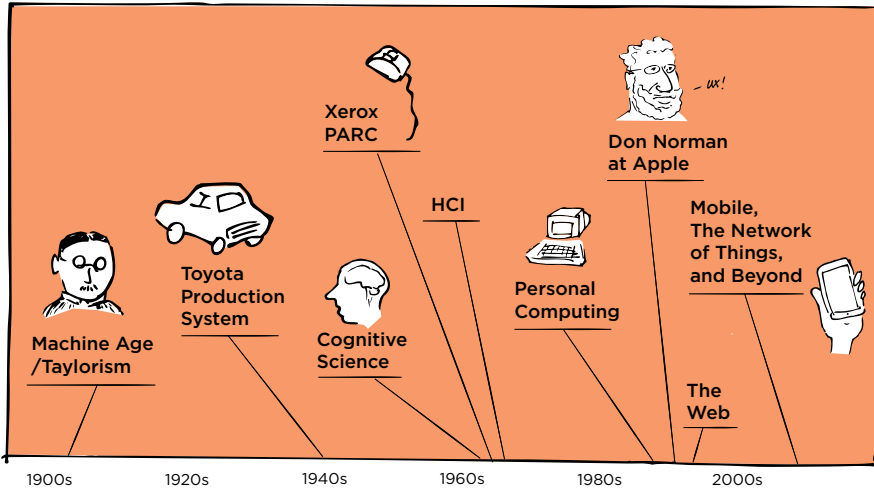 Machine Age
/Taylorism
Toyota
Production
System
Cognitive
Science
Xerox
PARC
HCI
Personal
Computing
ux!
Don Norman
at Apple
The
Web
Mobile,
The Network
of Things,
and Beyond
1900s
1920s
1940s
1960s
1980s
2000s